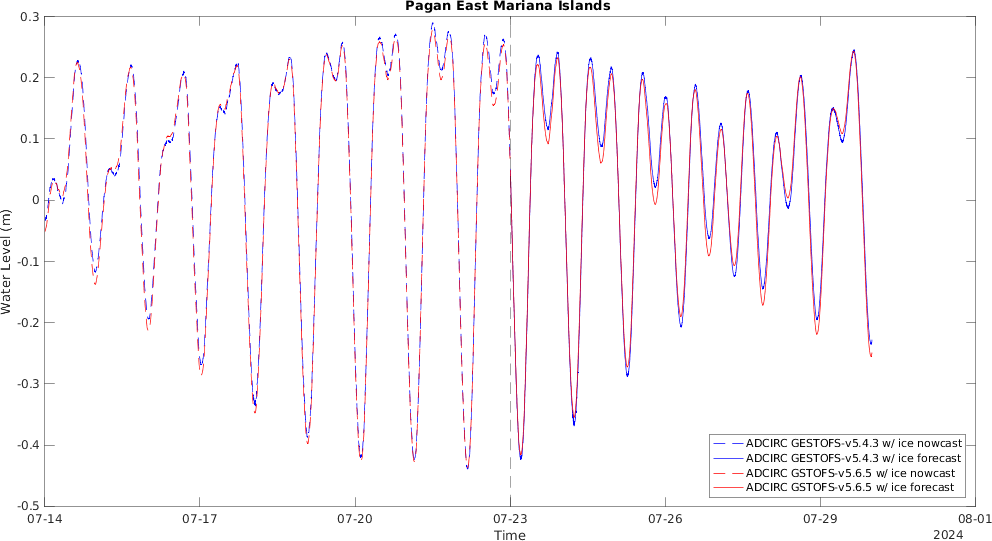 Pagan East Mariana Islands
0.3
0.2
0.1
0
-0.1
-0.2
-0.3
-0.4
-0.5
Water Level (m)
07-14 07-17 07-20 07-23 07-26 07-29 08-01
Time
2024
ADCIRC GESTOFS-v5.4.3 w/ ice nowcast
ADCIRC GESTOFS-v5.4.3 w/ ice forecast
ADCIRC GSTOFS-v5.6.5 w/ ice nowcast
ADCIRC GSTOFS-v5.6.5 w/ ice forecast